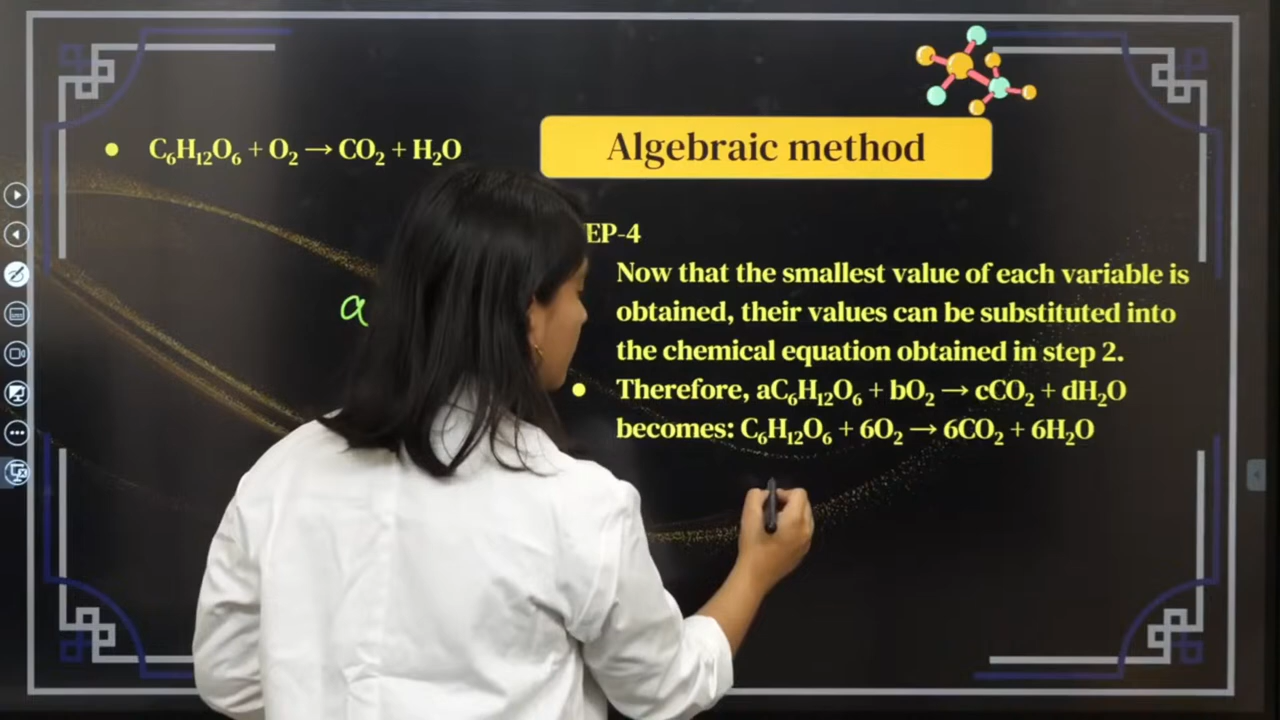 C₆H₁₂O₆ + O₂ → CO₂ + H₂O
Algebraic method
EP-4
Now that the smallest value of each variable is
obtained, their values can be substituted into
the chemical equation obtained in step 2.
Therefore, aC₆H₁₂O₆ + bO₂ → cCO₂ + dH₂O
becomes: C₆H₁₂O₆ + 6O₂ → 6CO₂ + 6H₂O
a